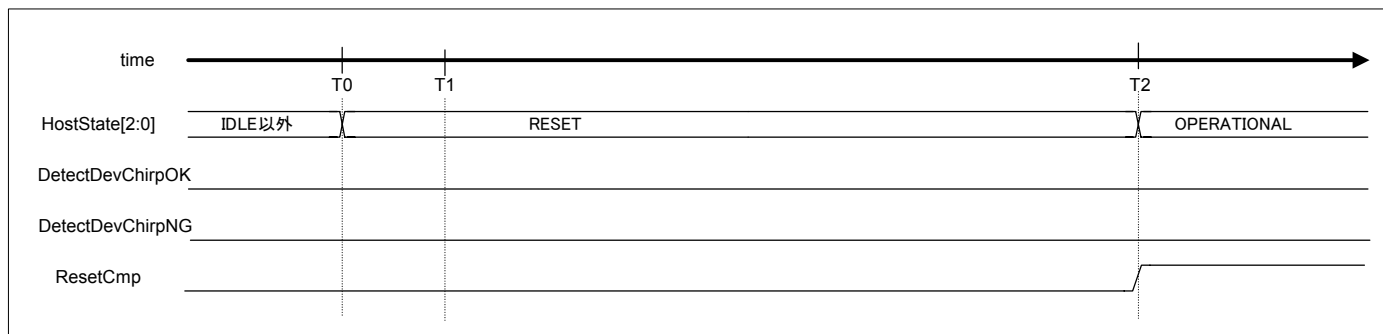 time
T0 T1 T2
HostState[2:0] IDLE以外 RESET OPERATIONAL
DetectDevChirpOK
DetectDevChirpNG
ResetCmp